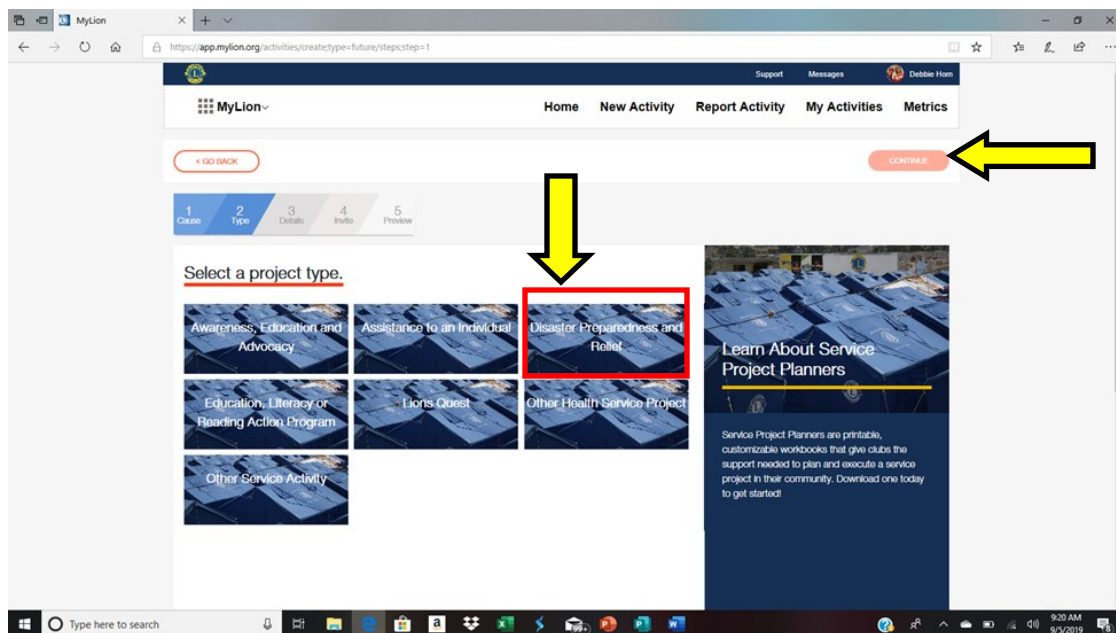 MyLion
https://app.mylion.org/activities/create;type=future/steps;step=1
Support Messages Debbie Horn
MyLion
Home New Activity Report Activity My Activities Metrics
< GO BACK
CONTINUE
1 2 3 4 5
Cause Type Details Invite Preview
Select a project type.
Awareness, Education and
Advocacy
Assistance to an Individual
Disaster Preparedness and
Relief
Education, Literacy or
Reading Action Program
Lions Quest
Other Health Service Project
Other Service Activity
Learn About Service
Project Planners
Service Project Planners are printable,
customizable workbooks that give clubs the
support needed to plan and execute a service
project in their community. Download one today
to get started!
Type here to search
99+
9:20 AM
9/5/2019